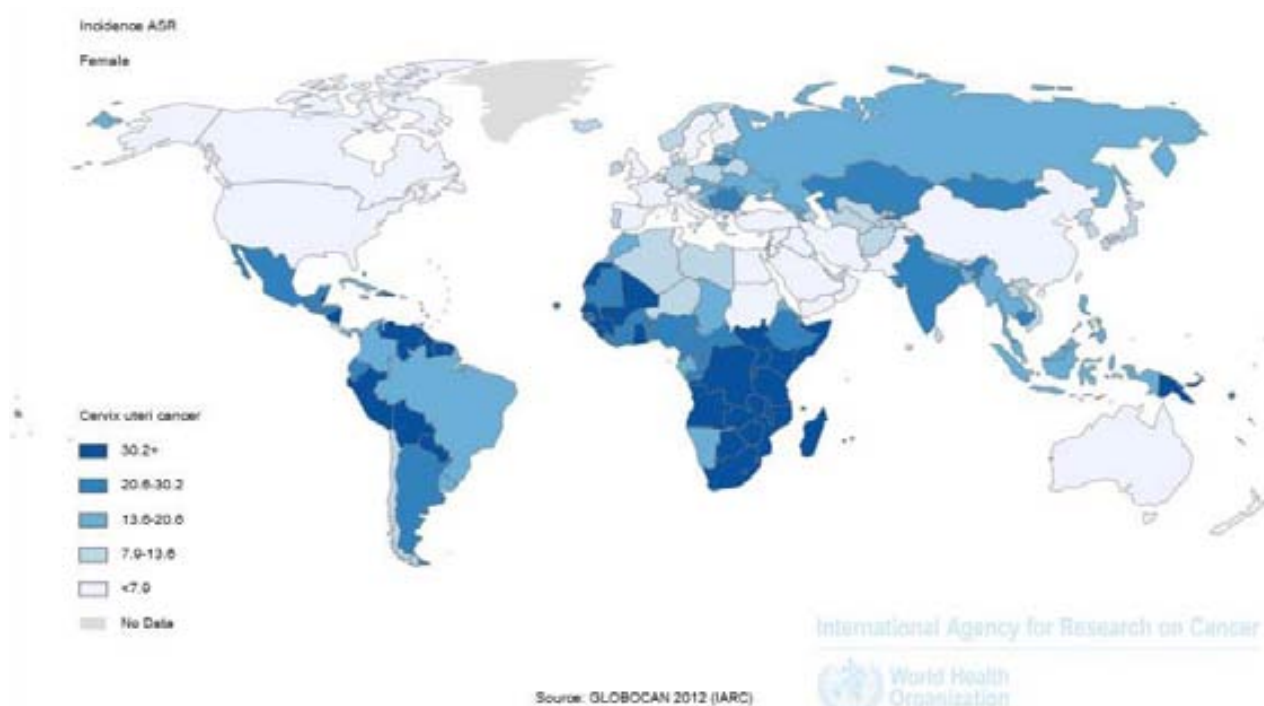 Incidence ASR
Female
Cervix uteri cancer
30.2+
20.6-30.2
13.6-20.6
7.9-13.6
<7.9
No Data
International Agency for Research on Cancer
World Health
Organization
Source: GLOBOCAN 2012 (IARC)